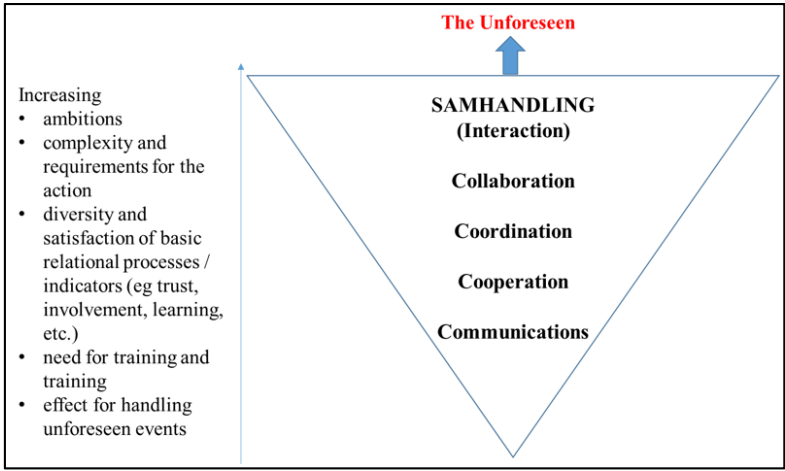 The Unforeseen
Increasing
• ambitions
• complexity and
requirements for the
action
• diversity and
satisfaction of basic
relational processes /
indicators (eg trust,
involvement, learning,
etc.)
• need for training and
training
• effect for handling
unforeseen events
SAMHANDLING
(Interaction)
Collaboration
Coordination
Cooperation
Communications